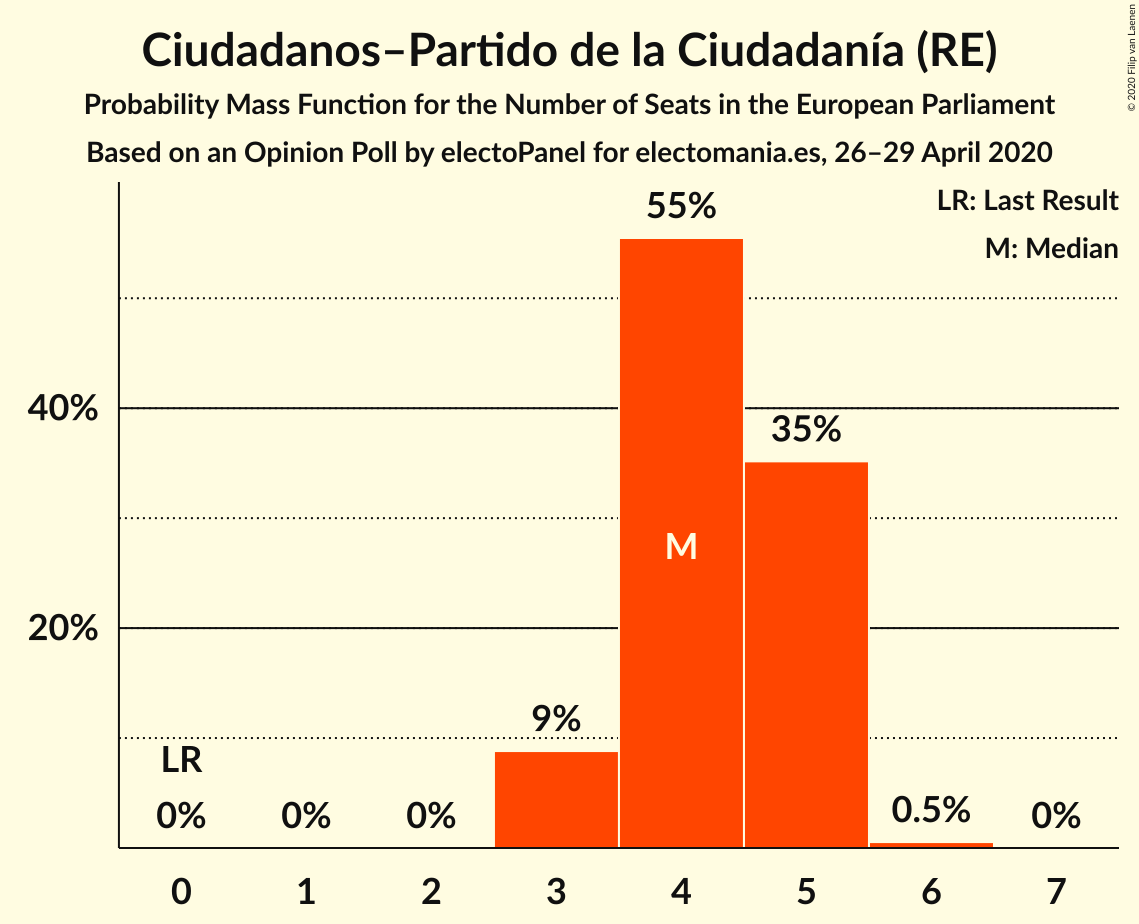 Ciudadanos–Partido de la Ciudadanía (RE)
Probability Mass Function for the Number of Seats in the European Parliament
Based on an Opinion Poll by electoPanel for electomania.es, 26–29 April 2020
© 2020 Filip van Laenen
LR: Last Result
M: Median
55%
40%
35%
M
20%
9%
LR
0%
0%
0%
0.5%
0%
0
1
2
3
4
5
6
7